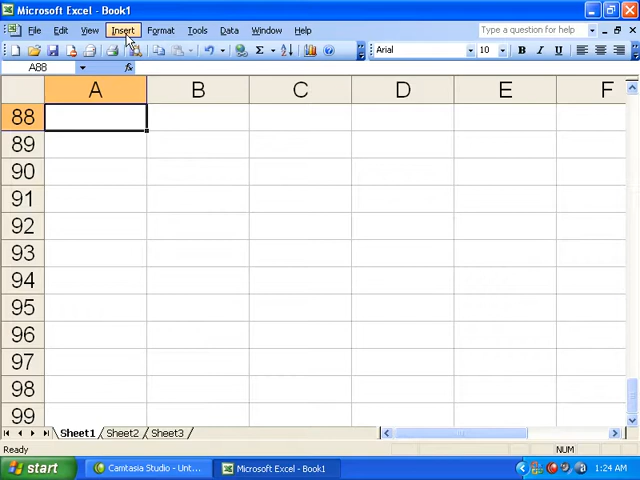 Microsoft Excel - Book1
File Edit View Insert Format Tools Data Window Help Type a question for help
Arial 10 B I U
A88 fx
A B C D E F
88
89
90
91
92
93
94
95
96
97
98
99
Sheet1 Sheet2 Sheet3
Ready NUM
start Camtasia Studio - Unt... Microsoft Excel - Book1 1:24 AM